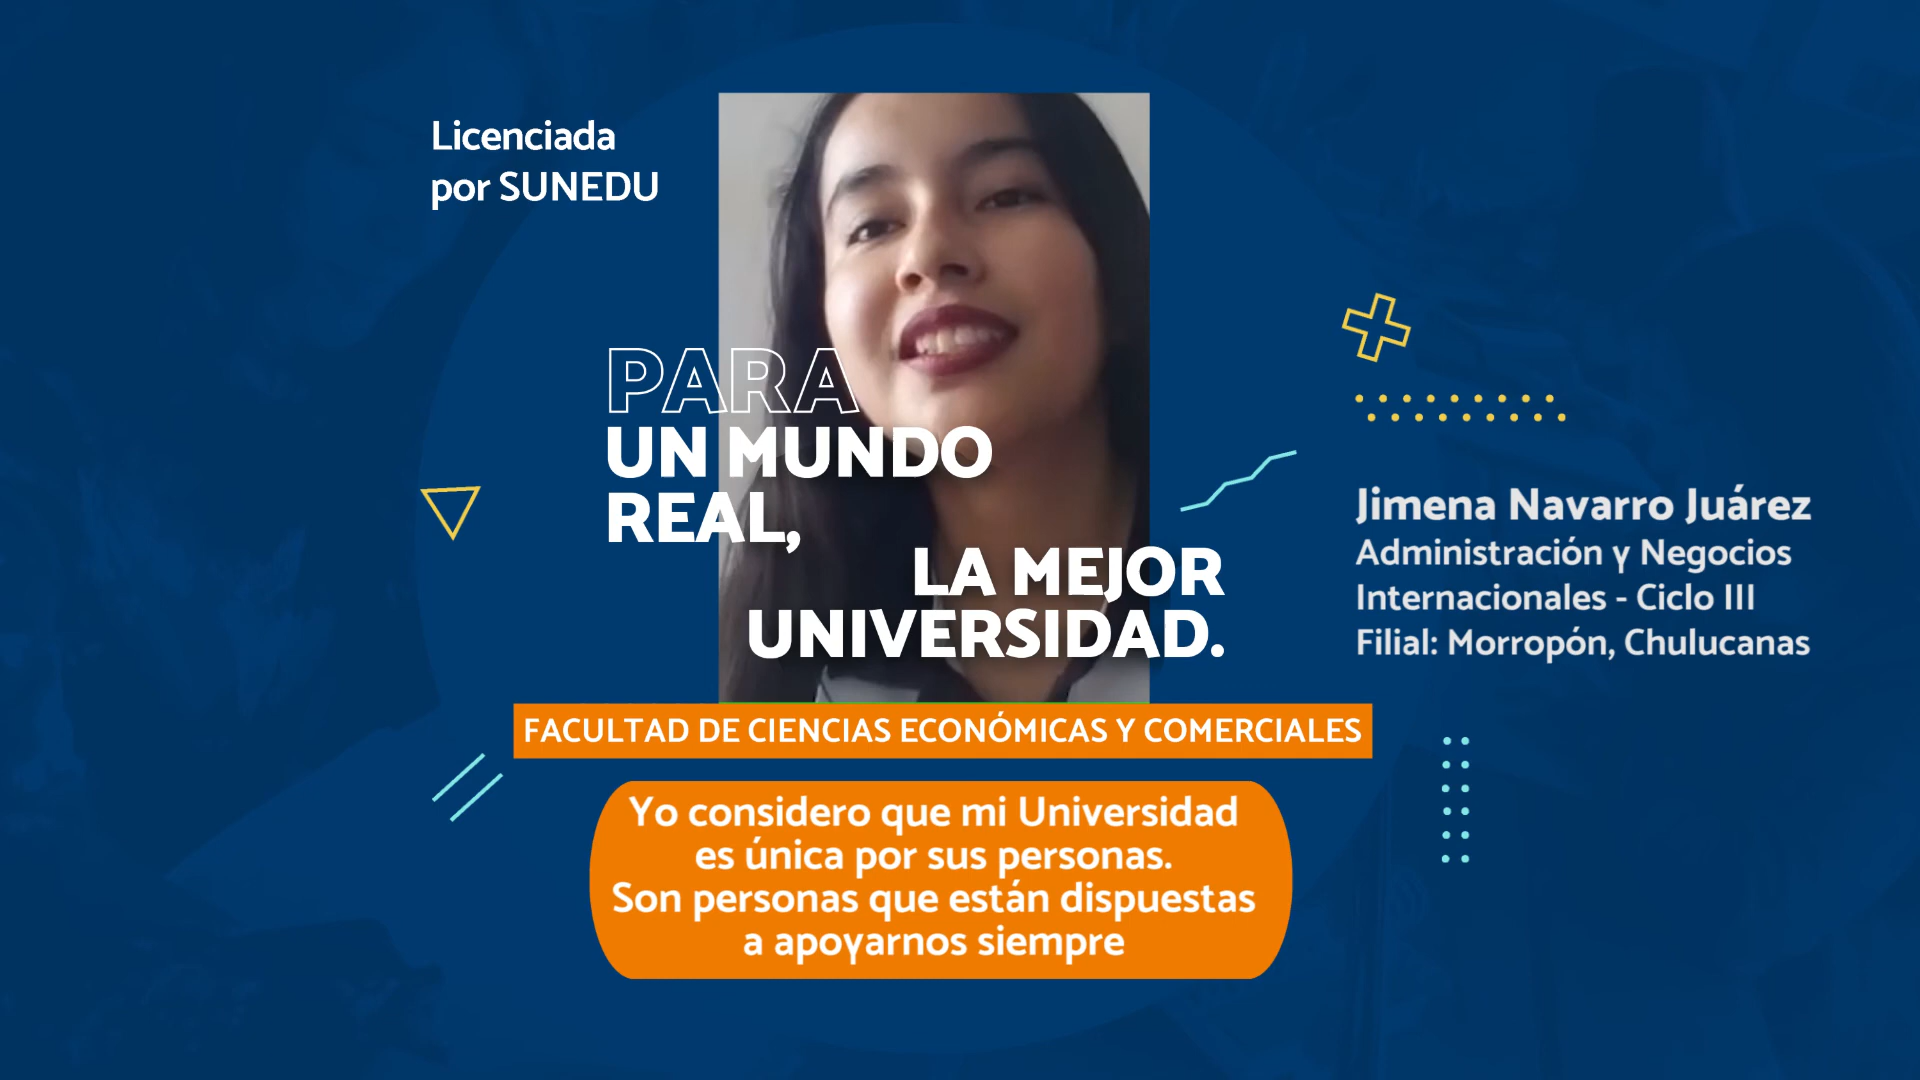 Licenciada
por SUNEDU
PARA
UN MUNDO
REAL,
LA MEJOR
UNIVERSIDAD.
Jimena Navarro Juárez
Administración y Negocios
Internacionales - Ciclo III
Filial: Morropón, Chulucanas
FACULTAD DE CIENCIAS ECONÓMICAS Y COMERCIALES
Yo considero que mi Universidad
es única por sus personas.
Son personas que están dispuestas
a apoyarnos siempre